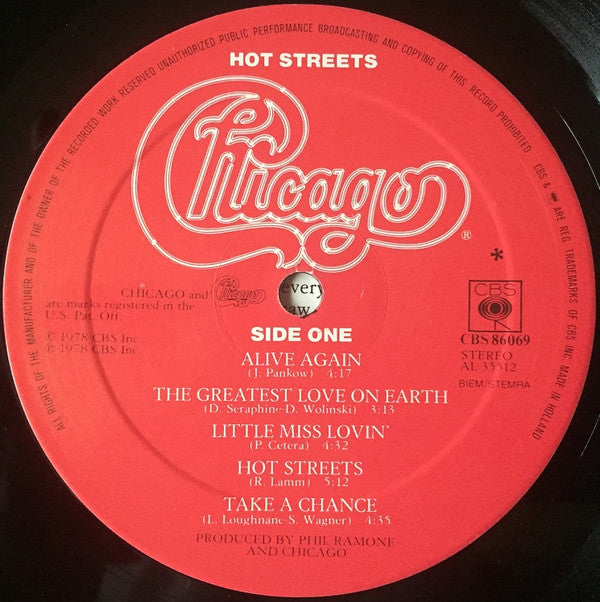 ALL RIGHTS OF THE MANUFACTURER AND OF THE OWNER OF THE RECORDED WORK RESERVED UNAUTHORIZED PUBLIC PERFORMANCE BROADCASTING AND COPYING OF THIS RECORD PROHIBITED. CBS & ARE REG. TRADEMARKS OF CBS INC MADE IN HOLLAND
HOT STREETS
Chicago®
*
CHICAGO and Chicago
are marks registered in the
U.S. Pat. Off.
© 1978 CBS Inc.
℗ 1978 CBS Inc.
every
aw
CBS
CBS 86069
STEREO
AL 35512
BIEM/STEMRA
SIDE ONE
ALIVE AGAIN
(J. Pankow) 4:17
THE GREATEST LOVE ON EARTH
(D. Seraphine-D. Wolinski) 3:13
LITTLE MISS LOVIN'
(P. Cetera) 4:32
HOT STREETS
(R. Lamm) 5:12
TAKE A CHANCE
(L. Loughnane-S. Wagner) 4:35
PRODUCED BY PHIL RAMONE
AND CHICAGO